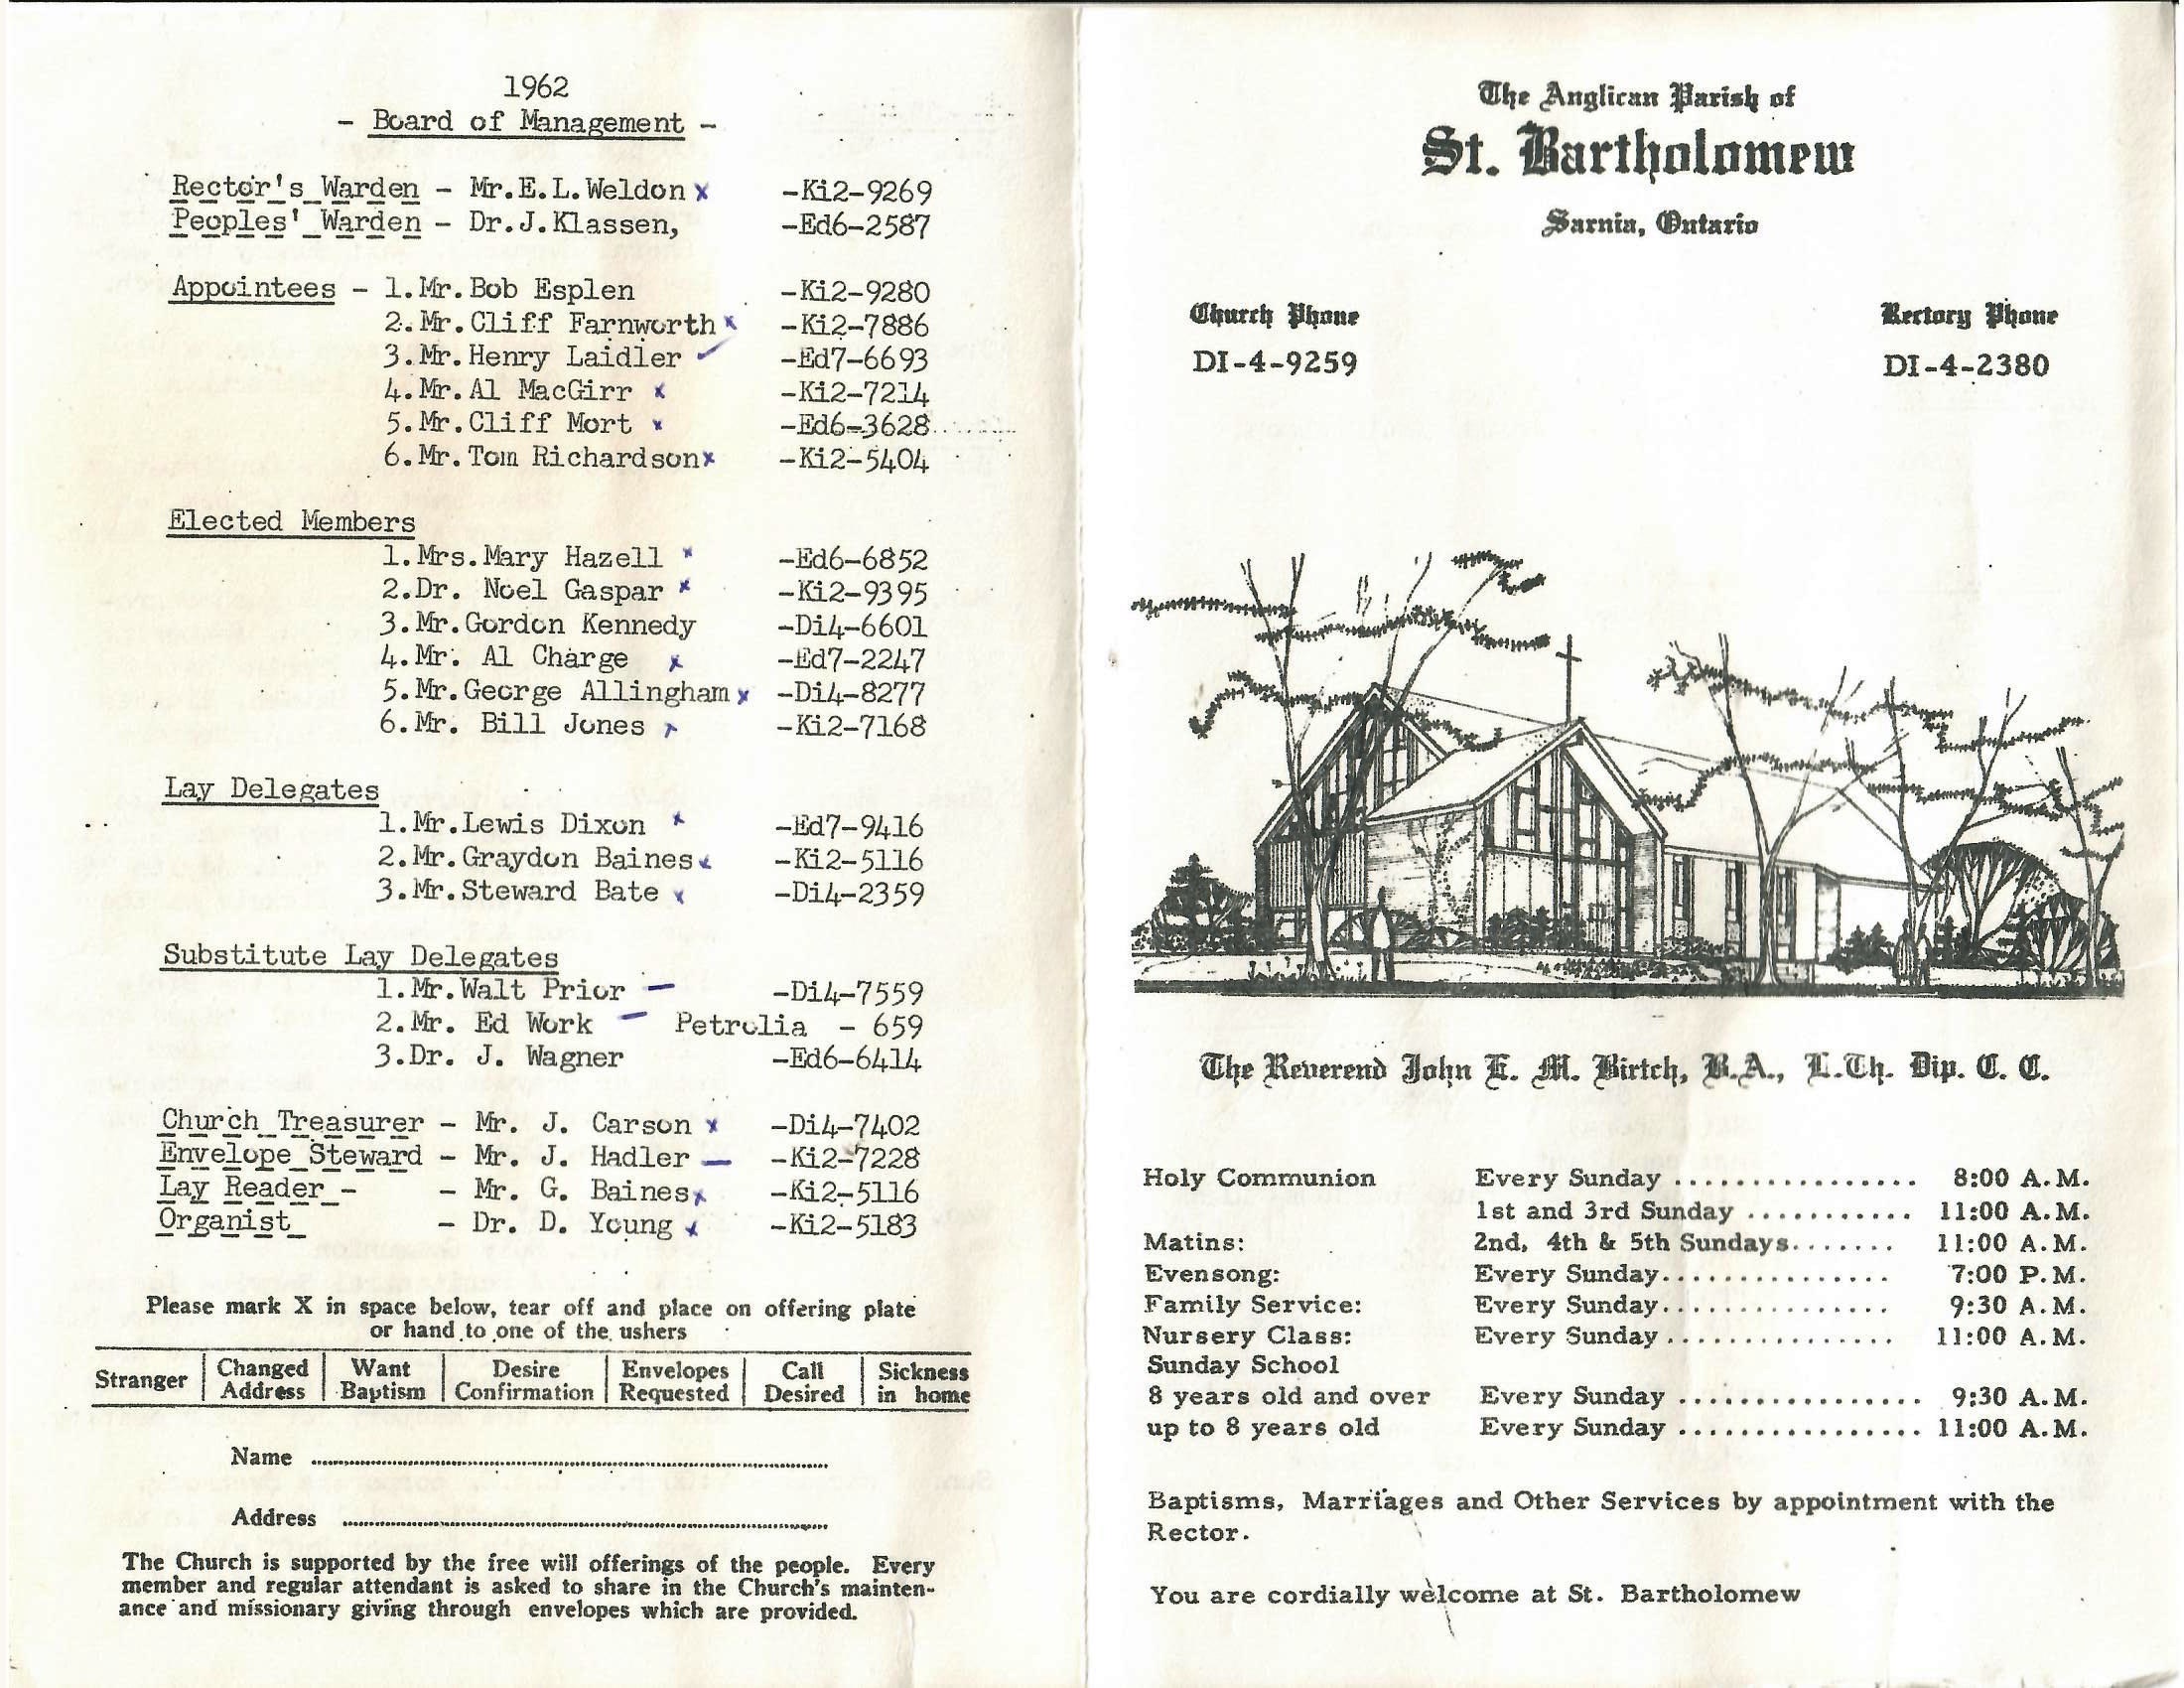 1962
- Board of Management -
Rector's Warden - Mr.E.L.Weldon x -Ki2-9269
Peoples' Warden - Dr.J.Klassen, -Ed6-2587
Appointees - 1.Mr.Bob Esplen -Ki2-9280
2.Mr.Cliff Farnworth x -Ki2-7886
3.Mr.Henry Laidler ✓ -Ed7-6693
4.Mr.Al MacGirr x -Ki2-7214
5.Mr.Cliff Mort x -Ed6-3628
6.Mr.Tom Richardson x -Ki2-5404
Elected Members
1.Mrs.Mary Hazell x -Ed6-6852
2.Dr. Noel Gaspar x -Ki2-9395
3.Mr.Gordon Kennedy -Di4-6601
4.Mr. Al Charge x -Ed7-2247
5.Mr.George Allingham x -Di4-8277
6.Mr. Bill Jones x -Ki2-7168
Lay Delegates
1.Mr.Lewis Dixon x -Ed7-9416
2.Mr.Graydon Baines x -Ki2-5116
3.Mr.Steward Bate x -Di4-2359
Substitute Lay Delegates
1.Mr.Walt Prior — -Di4-7559
2.Mr. Ed Work — Petrolia - 659
3.Dr. J. Wagner -Ed6-6414
Church Treasurer - Mr. J. Carson x -Di4-7402
Envelope Steward - Mr. J. Hadler — -Ki2-7228
Lay Reader - - Mr. G. Baines x -Ki2-5116
Organist - Dr. D. Young x -Ki2-5183
Please mark X in space below, tear off and place on offering plate
or hand to one of the ushers
Stranger | Changed Address | Want Baptism | Desire Confirmation | Envelopes Requested | Call Desired | Sickness in home
Name ..........
Address ..........
The Church is supported by the free will offerings of the people. Every
member and regular attendant is asked to share in the Church's mainten-
ance and missionary giving through envelopes which are provided.
The Anglican Parish of
St. Bartholomew
Sarnia, Ontario
Church Phone Rectory Phone
DI-4-9259 DI-4-2380
The Reverend John E. M. Birtch, B.A., L.Th. Dip. C. C.
Holy Communion Every Sunday ................ 8:00 A.M.
1st and 3rd Sunday ........... 11:00 A.M.
Matins: 2nd, 4th & 5th Sundays....... 11:00 A.M.
Evensong: Every Sunday............... 7:00 P.M.
Family Service: Every Sunday............... 9:30 A.M.
Nursery Class: Every Sunday ............... 11:00 A.M.
Sunday School
8 years old and over Every Sunday ................ 9:30 A.M.
up to 8 years old Every Sunday ................ 11:00 A.M.
Baptisms, Marriages and Other Services by appointment with the
Rector.
You are cordially welcome at St. Bartholomew